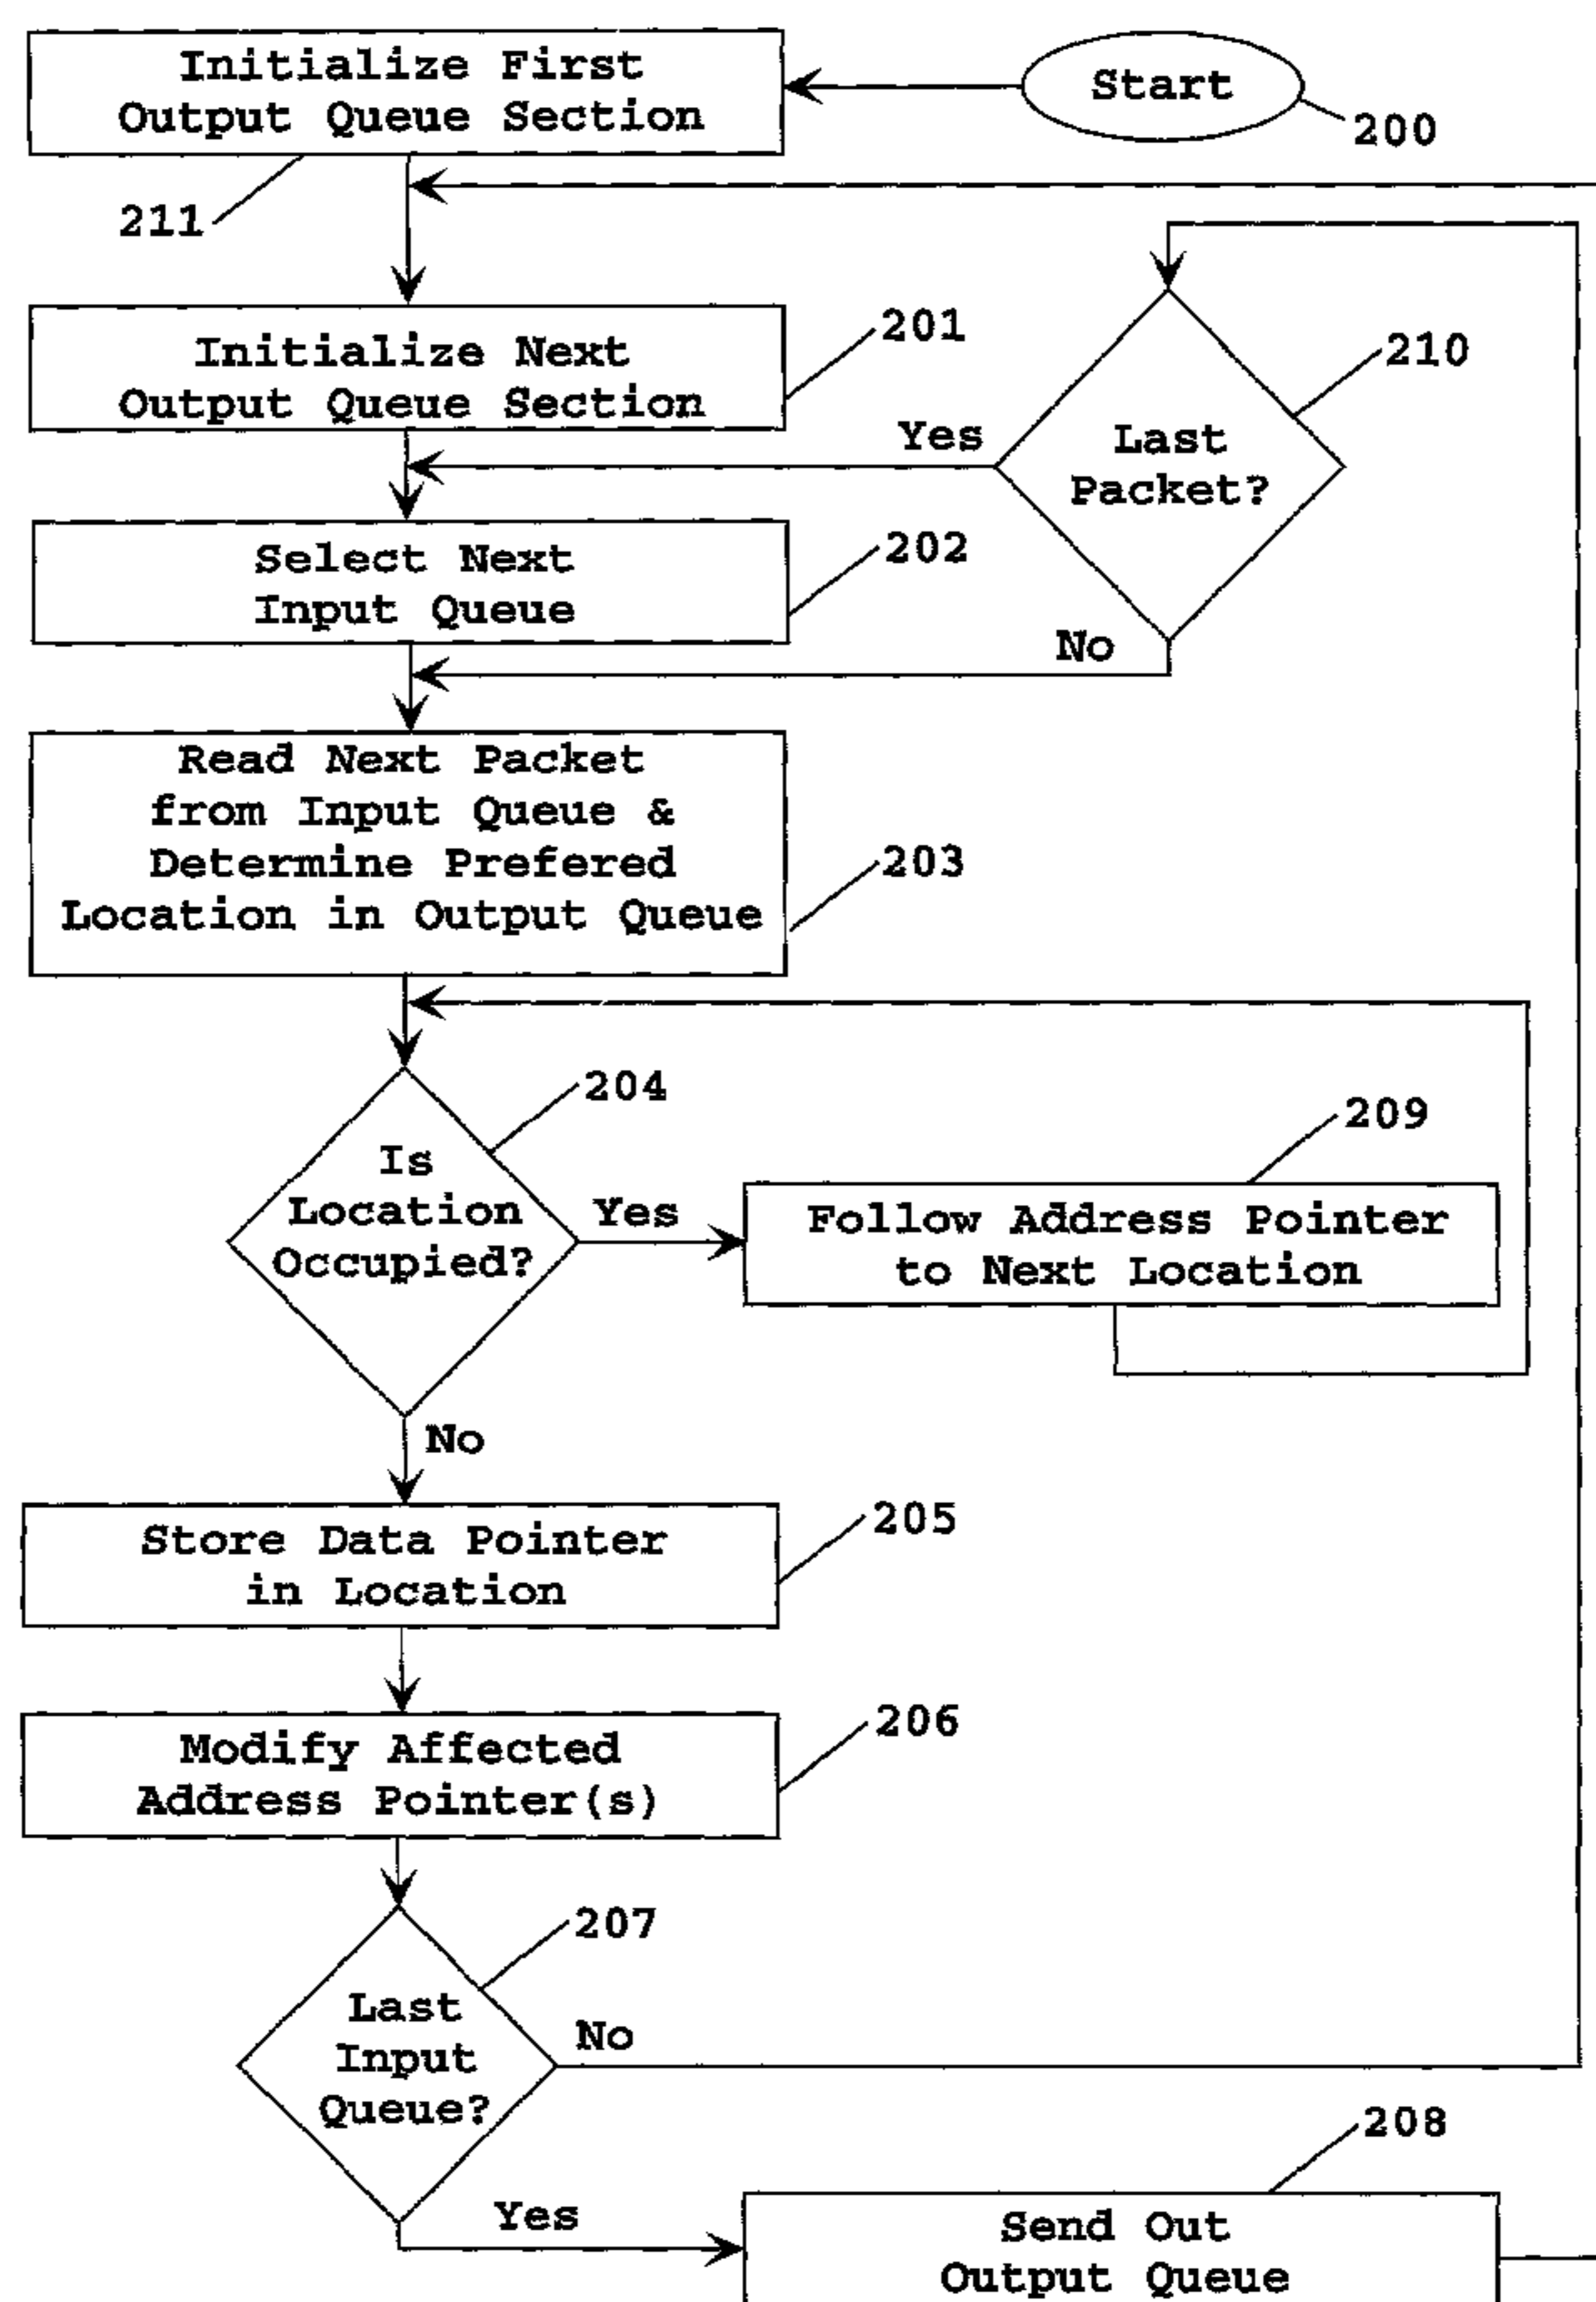 Initialize First
Output Queue Section
Start
200
211
Initialize Next
Output Queue Section
201
210
Last
Packet?
Yes
No
Select Next
Input Queue
202
Read Next Packet
from Input Queue &
Determine Prefered
Location in Output Queue
203
204
Is
Location
Occupied?
Yes
209
Follow Address Pointer
to Next Location
No
Store Data Pointer
in Location
205
Modify Affected
Address Pointer(s)
206
207
Last
Input
Queue?
No
Yes
208
Send Out
Output Queue